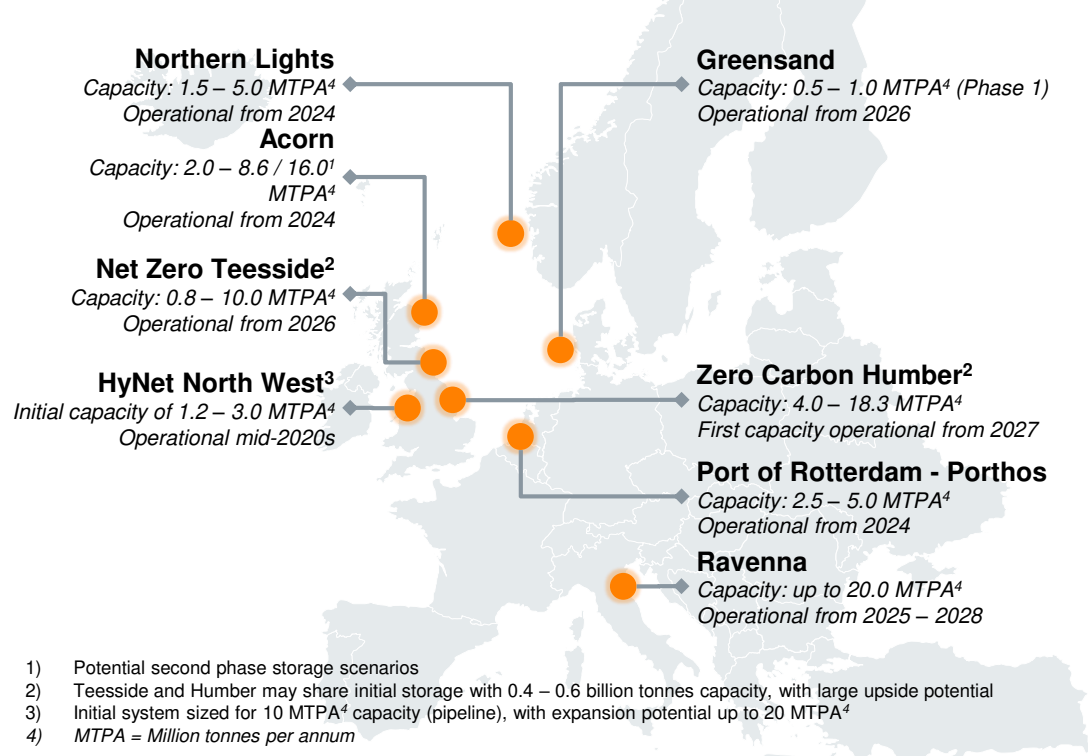 Northern Lights
Capacity: 1.5 – 5.0 MTPA⁴
Operational from 2024
Acorn
Capacity: 2.0 – 8.6 / 16.0¹
MTPA⁴
Operational from 2024
Net Zero Teesside²
Capacity: 0.8 – 10.0 MTPA⁴
Operational from 2026
HyNet North West³
Initial capacity of 1.2 – 3.0 MTPA⁴
Operational mid-2020s
Greensand
Capacity: 0.5 – 1.0 MTPA⁴ (Phase 1)
Operational from 2026
Zero Carbon Humber²
Capacity: 4.0 – 18.3 MTPA⁴
First capacity operational from 2027
Port of Rotterdam - Porthos
Capacity: 2.5 – 5.0 MTPA⁴
Operational from 2024
Ravenna
Capacity: up to 20.0 MTPA⁴
Operational from 2025 – 2028
1) Potential second phase storage scenarios
2) Teesside and Humber may share initial storage with 0.4 – 0.6 billion tonnes capacity, with large upside potential
3) Initial system sized for 10 MTPA⁴ capacity (pipeline), with expansion potential up to 20 MTPA⁴
4) MTPA = Million tonnes per annum